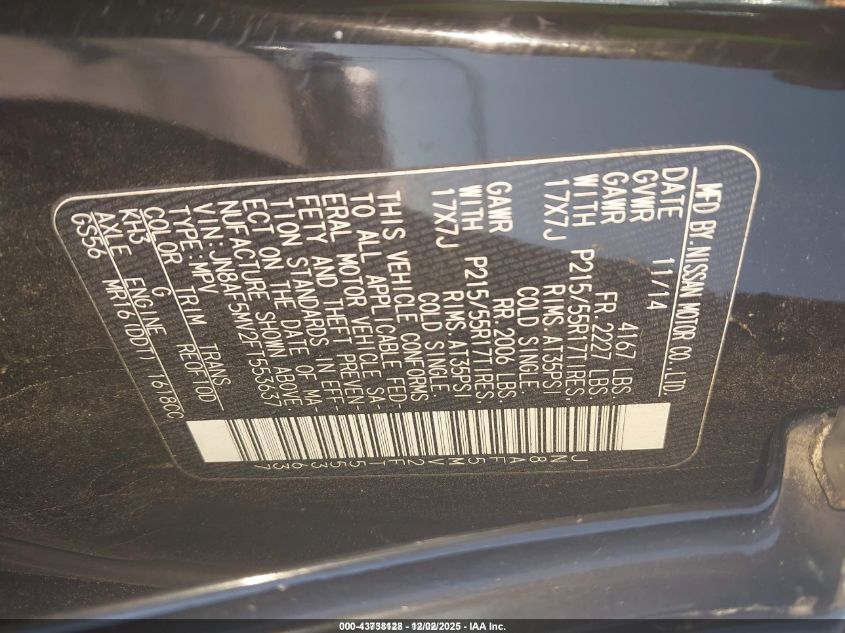 MFD BY: NISSAN MOTOR CO., LTD.
DATE 11/14
GVWR 4167 LBS.
GAWR FR. 2227 LBS
WITH P215/55R17TIRES
17X7J RIMS. AT35PSI
COLD SINGLE.
GAWR RR. 2006 LBS
WITH P215/55R17TIRES
17X7J RIMS. AT35PSI
COLD SINGLE.
THIS VEHICLE CONFORMS
TO ALL APPLICABLE FED-
ERAL MOTOR VEHICLE SA-
FETY AND THEFT PREVEN-
TION STANDARDS IN EFF-
ECT ON THE DATE OF MA-
NUFACTURE SHOWN ABOVE.
VIN: JN8AF5MV2FT553637
TYPE: MPV
COLOR TRIM TRANS
KH3 G RE0F10D
AXLE ENGINE
GS56 MR16(DDT) 1618CC
JN8AF5MV2FT553637
000-43738128 - 12/02/2025 - IAA Inc.